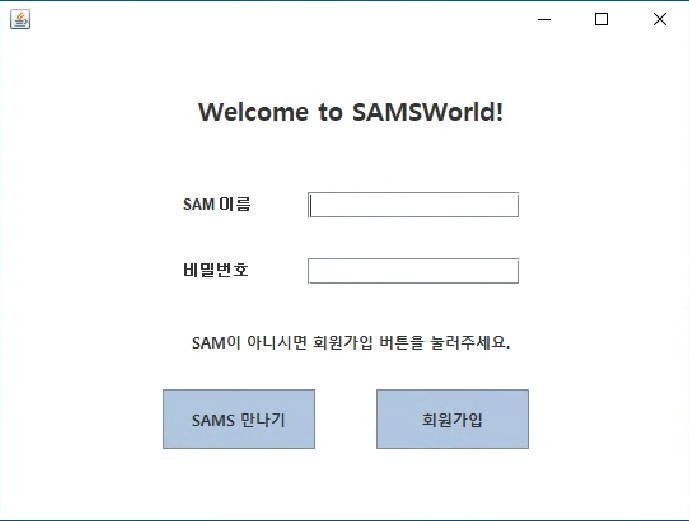 Welcome to SAMSWorld!
SAM 이름
비밀번호
SAM이 아니시면 회원가입 버튼을 눌러주세요.
SAMS 만나기 회원가입